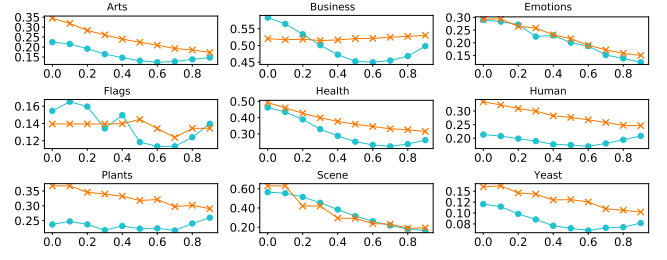 Arts Business Emotions
0.35 0.30 0.25 0.20 0.15
0.55 0.50 0.45
0.30 0.25 0.20 0.15
0.0 0.2 0.4 0.6 0.8 0.0 0.2 0.4 0.6 0.8 0.0 0.2 0.4 0.6 0.8
Flags Health Human
0.16 0.14 0.12
0.50 0.40 0.30
0.30 0.25 0.20
0.0 0.2 0.4 0.6 0.8 0.0 0.2 0.4 0.6 0.8 0.0 0.2 0.4 0.6 0.8
Plants Scene Yeast
0.35 0.30 0.25
0.60 0.40 0.20
0.15 0.12 0.10 0.08
0.0 0.2 0.4 0.6 0.8 0.0 0.2 0.4 0.6 0.8 0.0 0.2 0.4 0.6 0.8